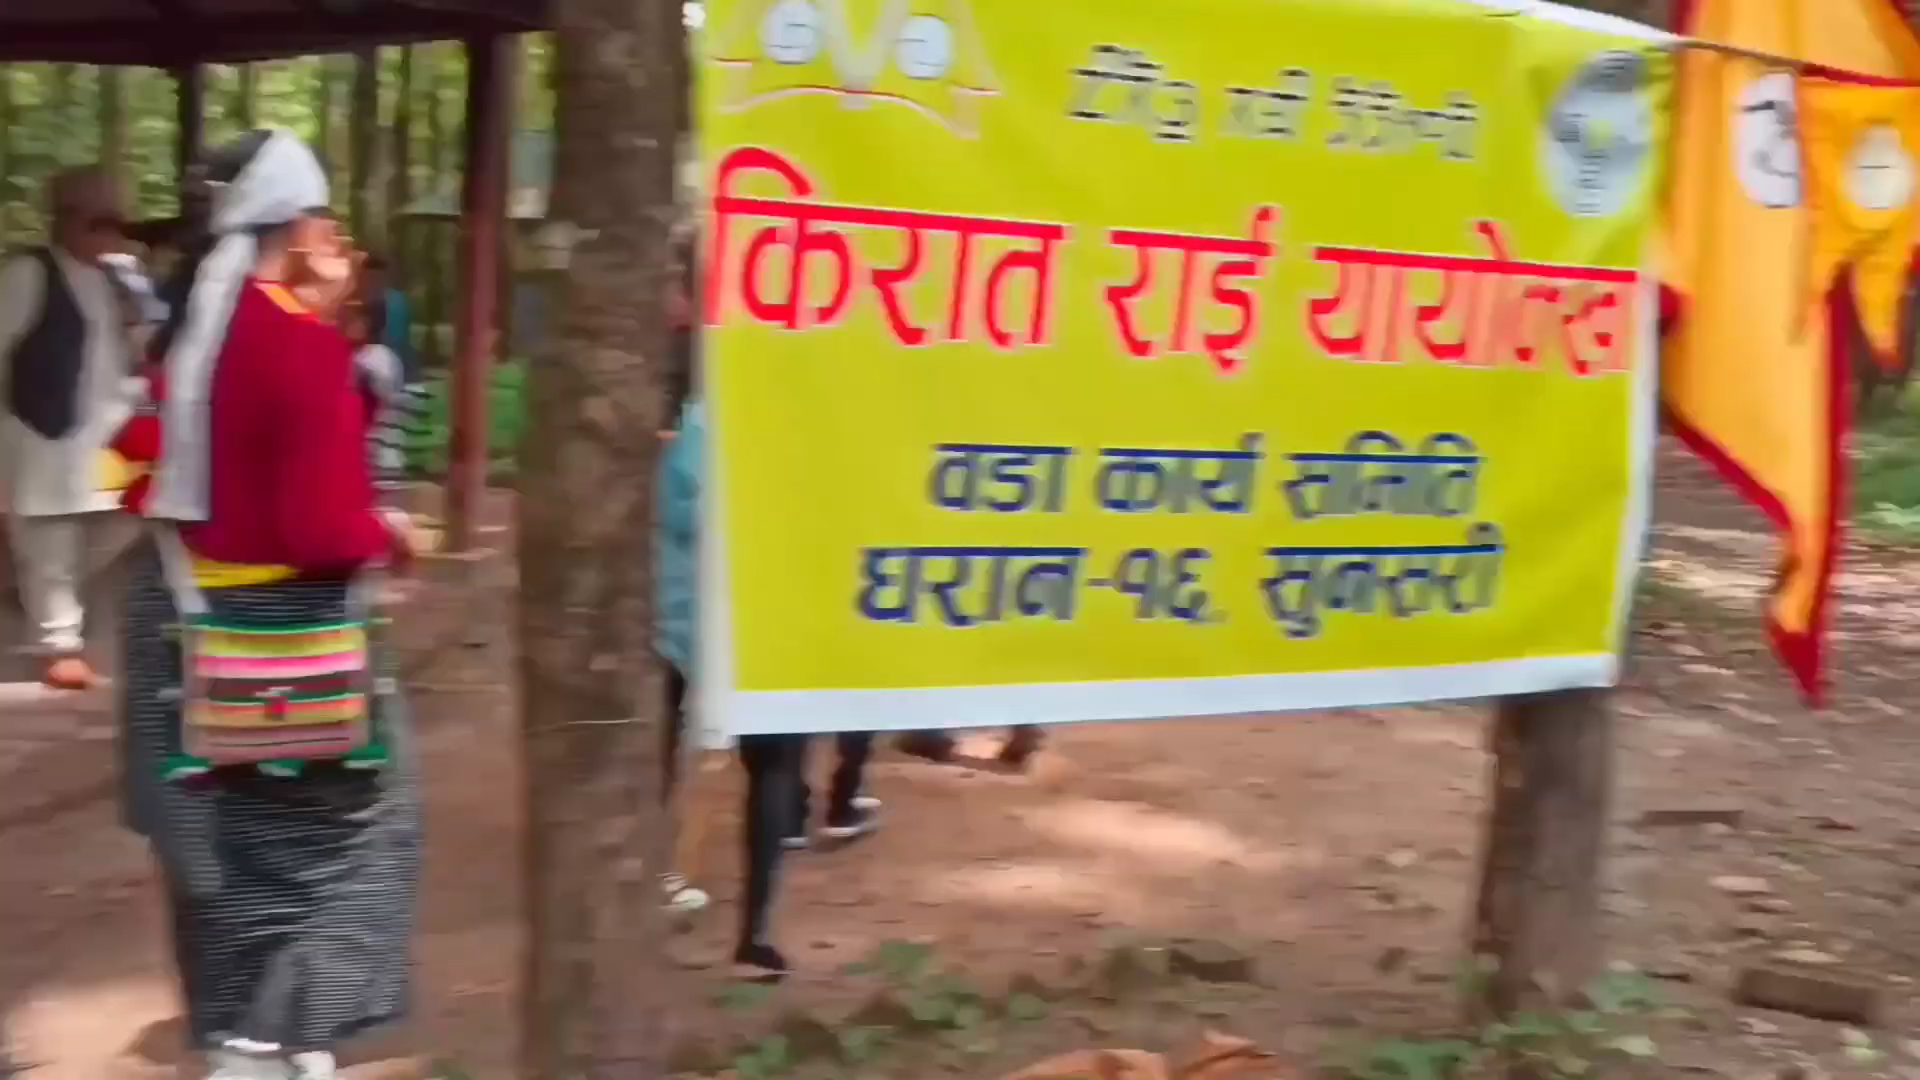 किरात राई यायोख्खा
वडा कार्य समिति
धरान-१६, सुनसरी